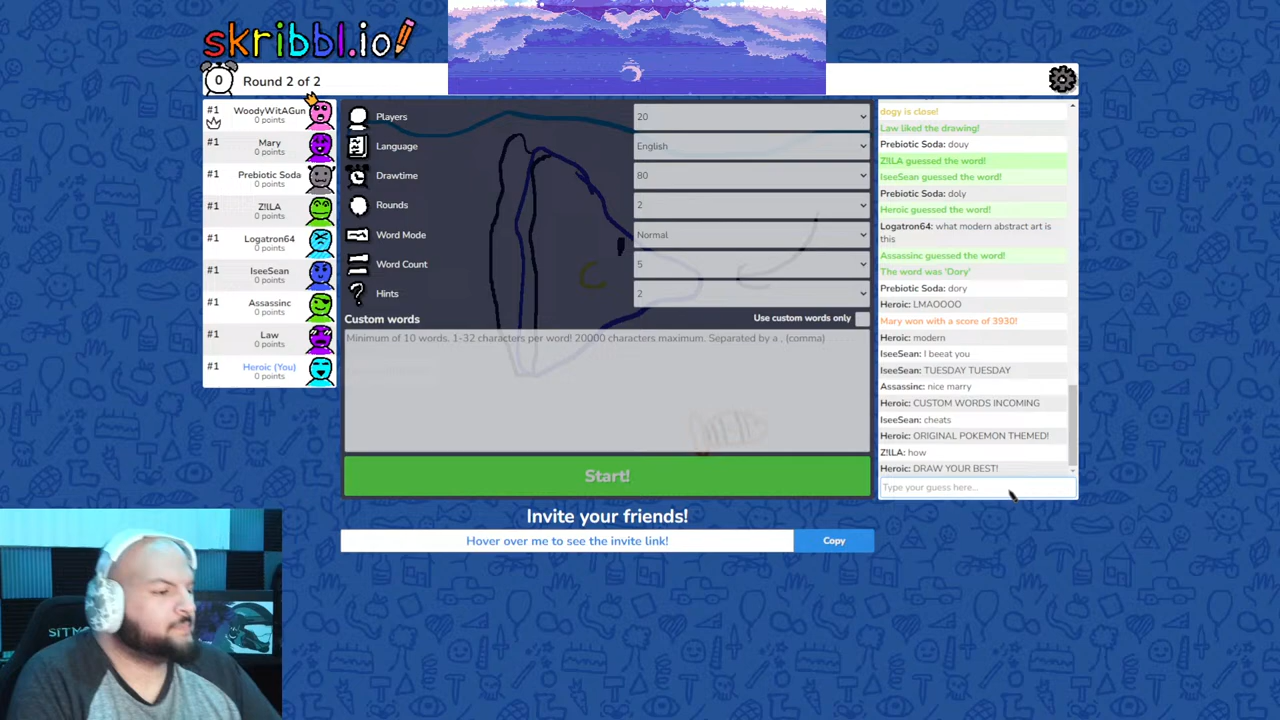 skribbl.io
0
Round 2 of 2
#1 WoodyWitAGun
0 points
#1 Mary
0 points
#1 Prebiotic Soda
0 points
#1 Z!LA
0 points
#1 Logatron64
0 points
#1 IseeSean
0 points
#1 Assassinc
0 points
#1 Law
0 points
#1 Heroic (You)
0 points
Players 20
Language English
Drawtime 80
Rounds 2
Word Mode Normal
Word Count 5
Hints 2
Custom words Use custom words only
Minimum of 10 words. 1-32 characters per word! 20000 characters maximum. Separated by a , (comma)
Start!
Invite your friends!
Hover over me to see the invite link! Copy
dogy is close!
Law liked the drawing!
Prebiotic Soda: douy
Z!LA guessed the word!
IseeSean guessed the word!
Prebiotic Soda: doly
Heroic guessed the word!
Logatron64: what modern abstract art is
this
Assassinc guessed the word!
The word was 'Dory'
Prebiotic Soda: dory
Heroic: LMAOOOO
Mary won with a score of 3930!
Heroic: modern
IseeSean: I beeat you
IseeSean: TUESDAY TUESDAY
Assasinc: nice marry
Heroic: CUSTOM WORDS INCOMING
IseeSean: cheats
Heroic: ORIGINAL POKEMON THEMED!
Z!LA: how
Heroic: DRAW YOUR BEST!
Type your guess here...